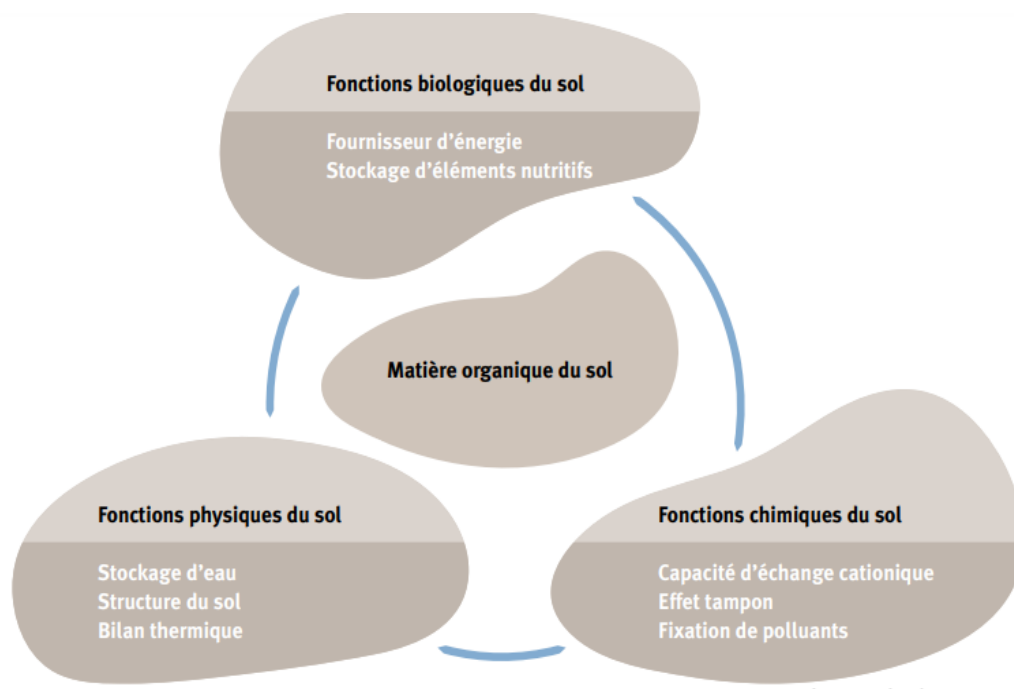 Fonctions biologiques du sol
Fournisseur d'énergie
Stockage d'éléments nutritifs
Matière organique du sol
Fonctions physiques du sol
Stockage d'eau
Structure du sol
Bilan thermique
Fonctions chimiques du sol
Capacité d'échange cationique
Effet tampon
Fixation de polluants